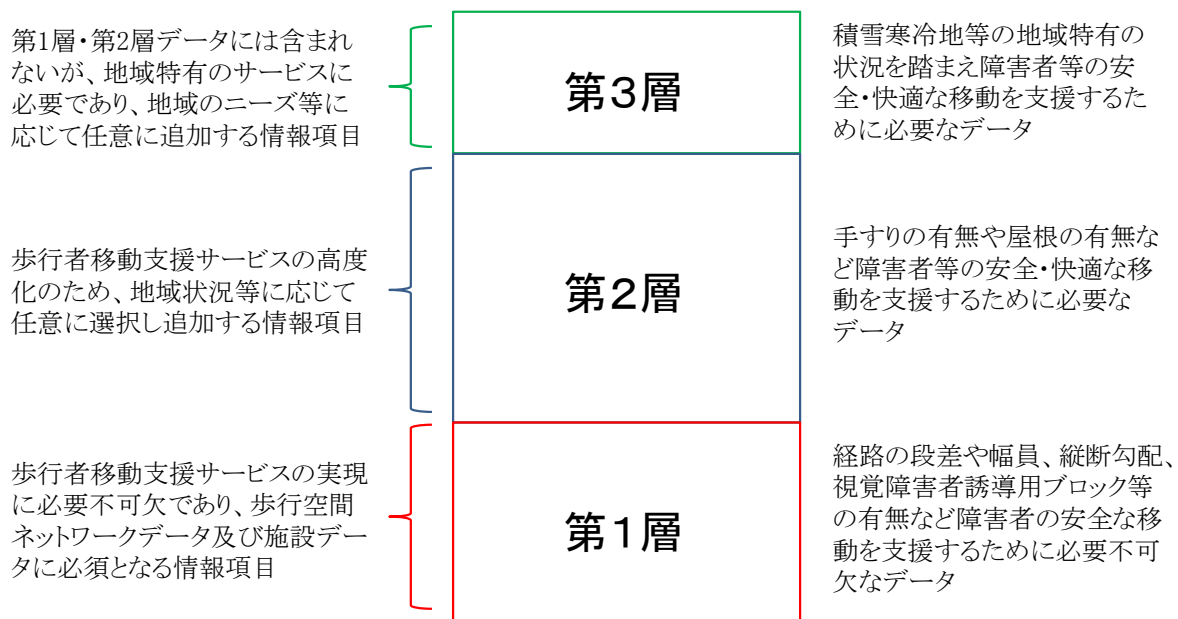 第1層・第2層データには含まれ
ないが、地域特有のサービスに
必要であり、地域のニーズ等に
応じて任意に追加する情報項目
第3層
積雪寒冷地等の地域特有の
状況を踏まえ障害者等の安
全・快適な移動を支援するた
めに必要なデータ
歩行者移動支援サービスの高度
化のため、地域状況等に応じて
任意に選択し追加する情報項目
第2層
手すりの有無や屋根の有無な
ど障害者等の安全・快適な移
動を支援するために必要な
データ
歩行者移動支援サービスの実現
に必要不可欠であり、歩行空間
ネットワークデータ及び施設デー
タに必須となる情報項目
第1層
経路の段差や幅員、縦断勾配、
視覚障害者誘導用ブロック等
の有無など障害者の安全な移
動を支援するために必要不可
欠なデータ